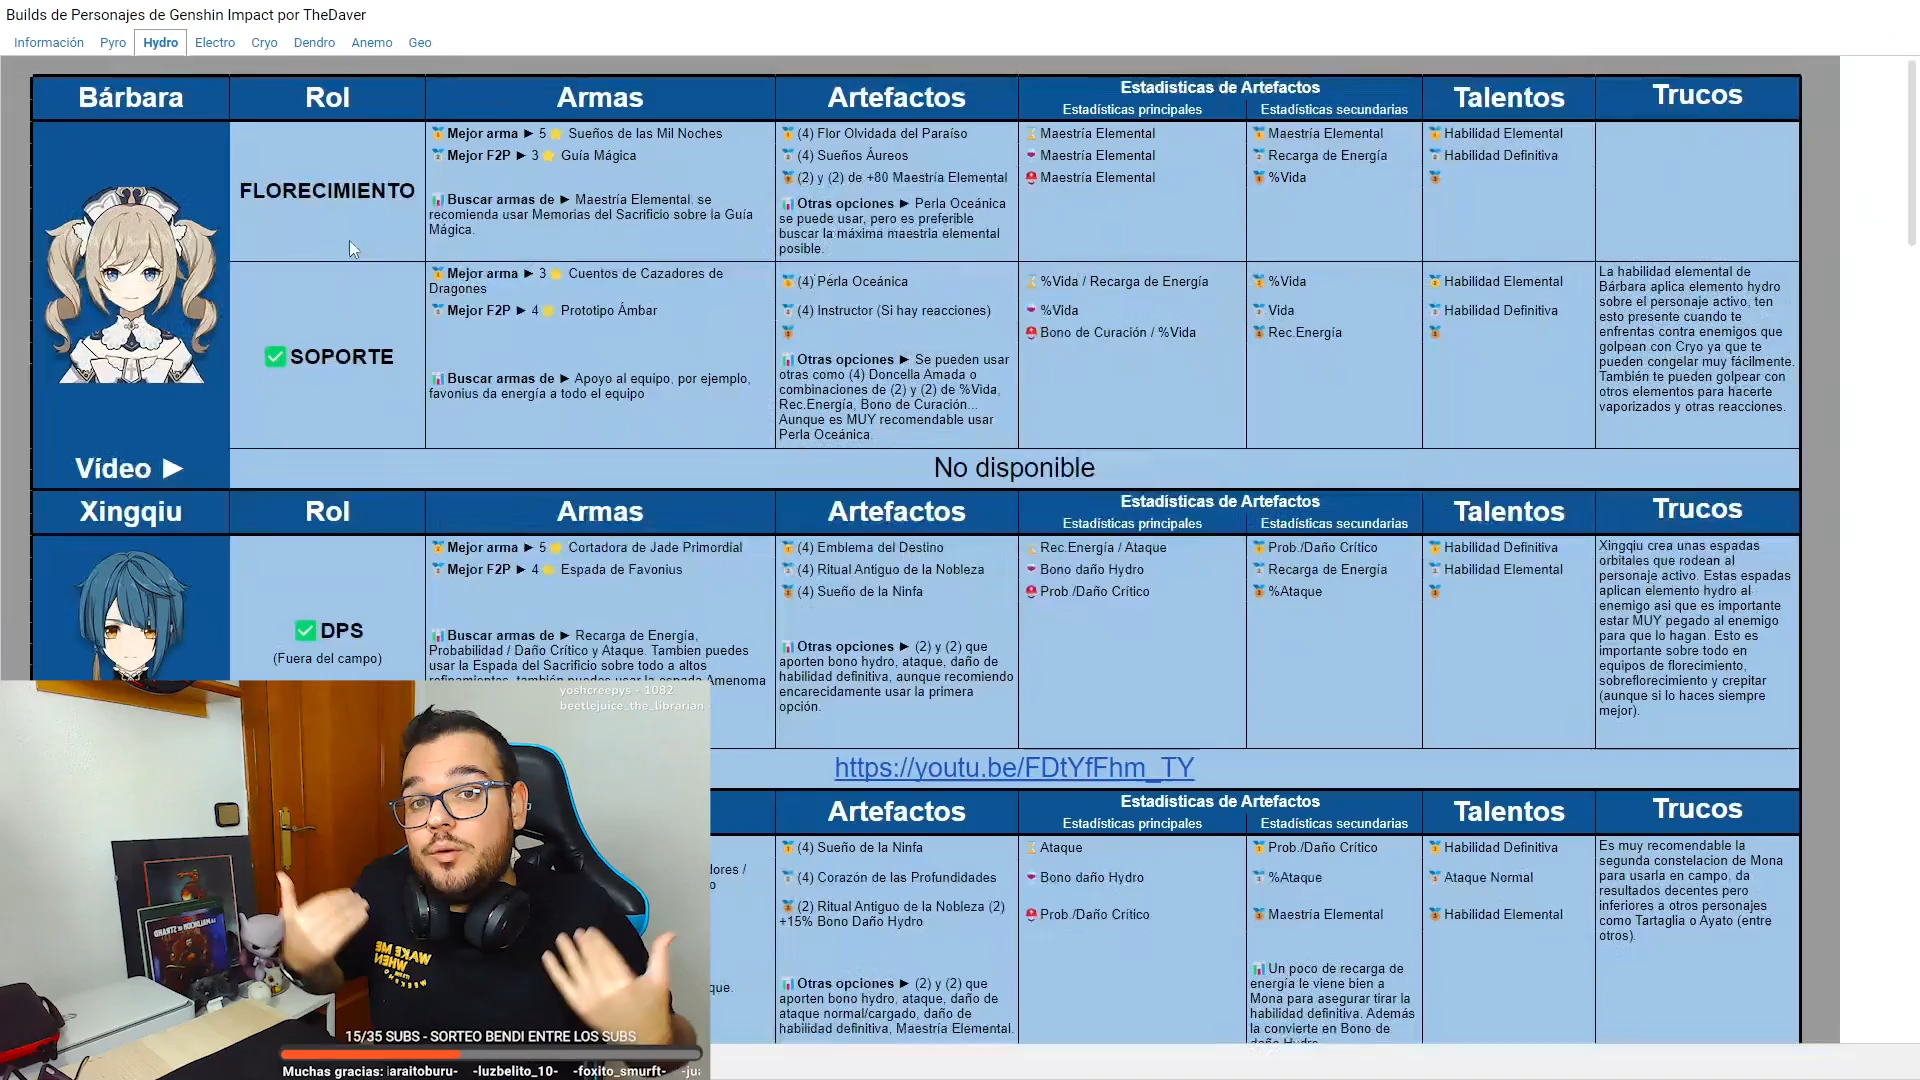 Builds de Personajes de Genshin Impact por TheDaver
Información Pyro Hydro Electro Cryo Dendro Anemo Geo
Bárbara
Rol
Armas
Artefactos
Estadísticas de Artefactos
Estadísticas principales
Estadísticas secundarias
Talentos
Trucos
FLORECIMIENTO
Mejor arma ► 5 Sueños de las Mil Noches
Mejor F2P ► 3 Guía Mágica
Buscar armas de ► Maestría Elemental, se
recomienda usar Memorias del Sacrificio sobre la Guía
Mágica.
(4) Flor Olvidada del Paraíso
(4) Sueños Áureos
(2) y (2) de +80 Maestría Elemental
Otras opciones ► Perla Oceánica
se puede usar, pero es preferible
buscar la máxima maestría elemental
posible.
Maestría Elemental
Maestría Elemental
Maestría Elemental
Maestría Elemental
Recarga de Energía
%Vida
Habilidad Elemental
Habilidad Definitiva
SOPORTE
Mejor arma ► 3 Cuentos de Cazadores de
Dragones
Mejor F2P ► 4 Prototipo Ámbar
Buscar armas de ► Apoyo al equipo, por ejemplo,
favonius da energía a todo el equipo
(4) Perla Oceánica
(4) Instructor (Si hay reacciones)
Otras opciones ► Se pueden usar
otras como (4) Doncella Amada o
combinaciones de (2) y (2) de %Vida,
Rec.Energía, Bono de Curación...
Aunque es MUY recomendable usar
Perla Oceánica.
%Vida / Recarga de Energía
%Vida
Bono de Curación / %Vida
%Vida
Vida
Rec.Energía
Habilidad Elemental
Habilidad Definitiva
La habilidad elemental de
Bárbara aplica elemento hydro
sobre el personaje activo, ten
esto presente cuando te
enfrentas contra enemigos que
golpean con Cryo ya que te
pueden congelar muy fácilmente.
También te pueden golpear con
otros elementos para hacerte
vaporizados y otras reacciones.
Vídeo ►
No disponible
Xingqiu
Rol
Armas
Artefactos
Estadísticas de Artefactos
Estadísticas principales
Estadísticas secundarias
Talentos
Trucos
DPS
(Fuera del campo)
Mejor arma ► 5 Cortadora de Jade Primordial
Mejor F2P ► 4 Espada de Favonius
Buscar armas de ► Recarga de Energía,
Probabilidad / Daño Crítico y Ataque. Tambien puedes
usar la Espada del Sacrificio sobre todo a altos
refinamientos, también puedes usar la espada Amenoma
(4) Emblema del Destino
(4) Ritual Antiguo de la Nobleza
(4) Sueño de la Ninfa
Otras opciones ► (2) y (2) que
aporten bono hydro, ataque, daño de
habilidad definitiva, aunque recomiendo
encarecidamente usar la primera
opción.
Rec.Energía / Ataque
Bono daño Hydro
Prob./Daño Crítico
Prob./Daño Crítico
Recarga de Energía
%Ataque
Habilidad Definitiva
Habilidad Elemental
Xingqiu crea unas espadas
orbitales que rodean al
personaje activo. Estas espadas
aplican elemento hydro al
enemigo asi que es importante
estar MUY pegado al enemigo
para que lo hagan. Esto es
importante sobre todo en
equipos de florecimiento,
sobreflorecimiento y crepitar
(aunque si lo haces siempre
mejor).
https://youtu.be/FDtYfFhm_TY
Artefactos
Estadísticas de Artefactos
Estadísticas principales
Estadísticas secundarias
Talentos
Trucos
dores /
o
que.
(4) Sueño de la Ninfa
(4) Corazón de las Profundidades
(2) Ritual Antiguo de la Nobleza (2)
+15% Bono Daño Hydro
Otras opciones ► (2) y (2) que
aporten bono hydro, ataque, daño de
ataque normal/cargado, daño de
habilidad definitiva, Maestría Elemental.
Ataque
Bono daño Hydro
Prob./Daño Crítico
Prob./Daño Crítico
%Ataque
Maestría Elemental
Un poco de recarga de
energía le viene bien a
Mona para asegurar tirar la
habilidad definitiva. Además
la convierte en Bono de
daño Hydro.
Habilidad Definitiva
Ataque Normal
Habilidad Elemental
Es muy recomendable la
segunda constelacion de Mona
para usarla en campo, da
resultados decentes pero
inferiores a otros personajes
como Tartaglia o Ayato (entre
otros).
yoshcreepys - 1082
beetlejuice_the_librarian
WAKE ME
WHEN
15/35 SUBS - SORTEO BENDI ENTRE LOS SUBS
Muchas gracias: iaraitoburu- -luzbelito_10- -foxito_smurft- -jua